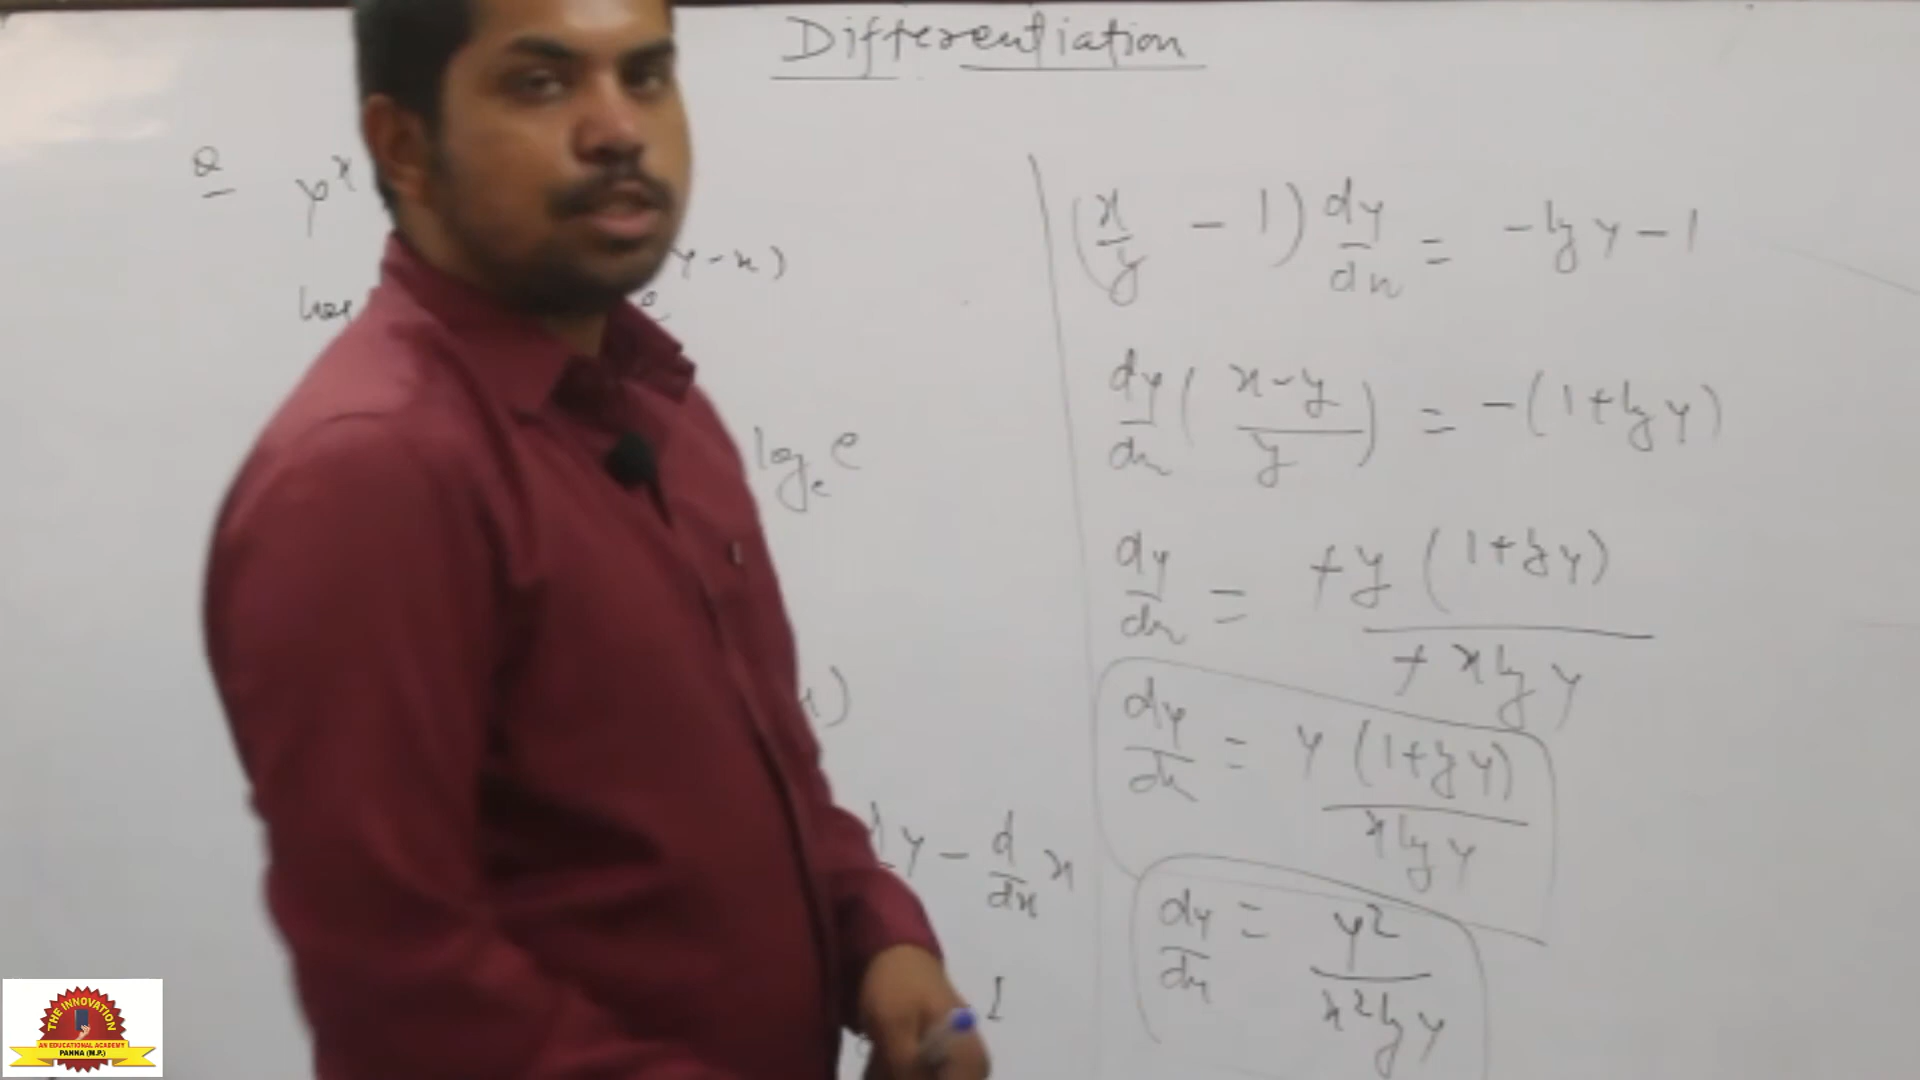 Differentiation
Q y^x
(y-x)
log e
log_e e
x)
dy - d/dx x
1
(x/y - 1) dy/dx = -log y - 1
dy/dx ( x-y / y ) = -(1+log y)
dy/dx = +y (1+log y) / + x log y
dy/dx = y (1+log y) / x log y
dy/dx = y² / x² log y
THE INNOVATION
AN EDUCATIONAL ACADEMY
PANNA (M.P.)